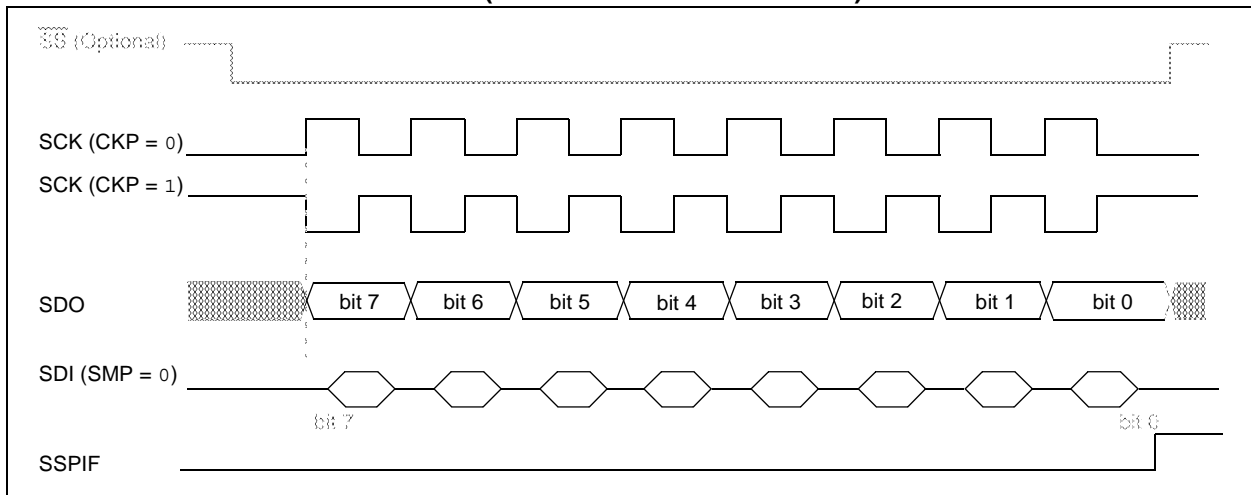 SS (Optional)
SCK (CKP = 0)
SCK (CKP = 1)
SDO
bit 7 bit 6 bit 5 bit 4 bit 3 bit 2 bit 1 bit 0
SDI (SMP = 0)
bit 7 bit 0
SSPIF